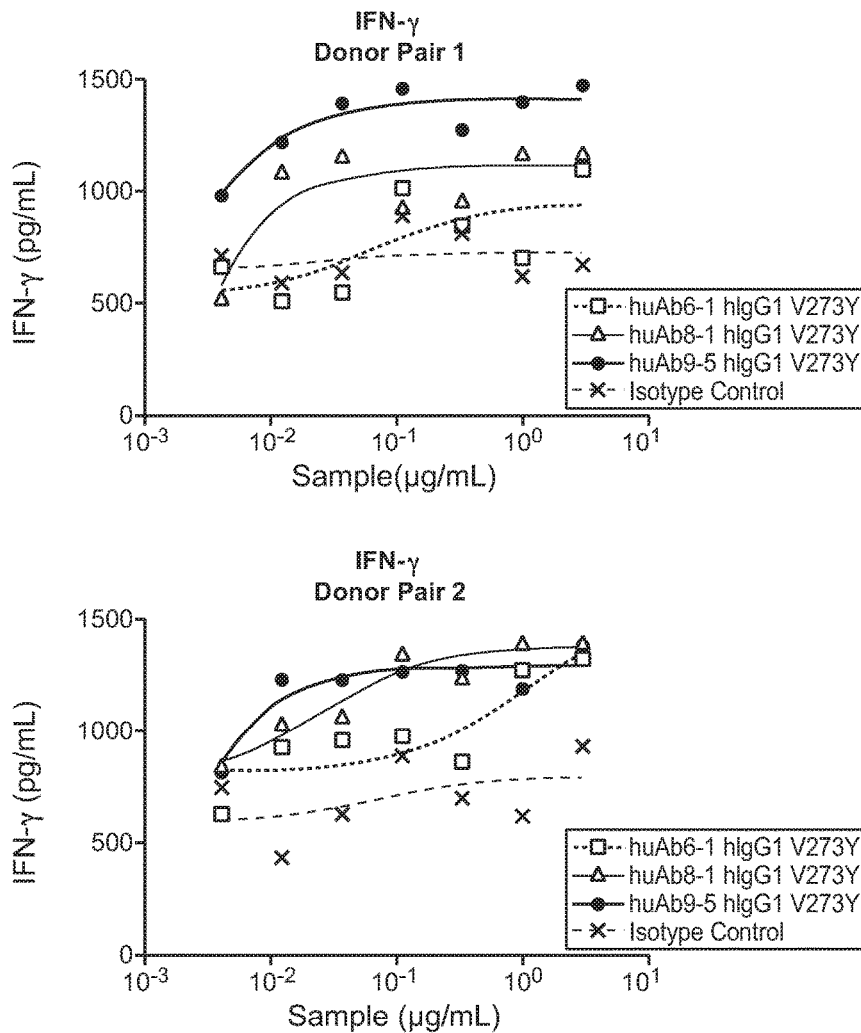 IFN-γ
Donor Pair 1
IFN-γ (pg/mL)
1500
1000
500
0
10⁻³
10⁻²
10⁻¹
10⁰
10¹
Sample(µg/mL)
huAb6-1 hIgG1 V273Y
huAb8-1 hIgG1 V273Y
huAb9-5 hIgG1 V273Y
Isotype Control
IFN-γ
Donor Pair 2
IFN-γ (pg/mL)
1500
1000
500
0
10⁻³
10⁻²
10⁻¹
10⁰
10¹
Sample (µg/mL)
huAb6-1 hIgG1 V273Y
huAb8-1 hIgG1 V273Y
huAb9-5 hIgG1 V273Y
Isotype Control